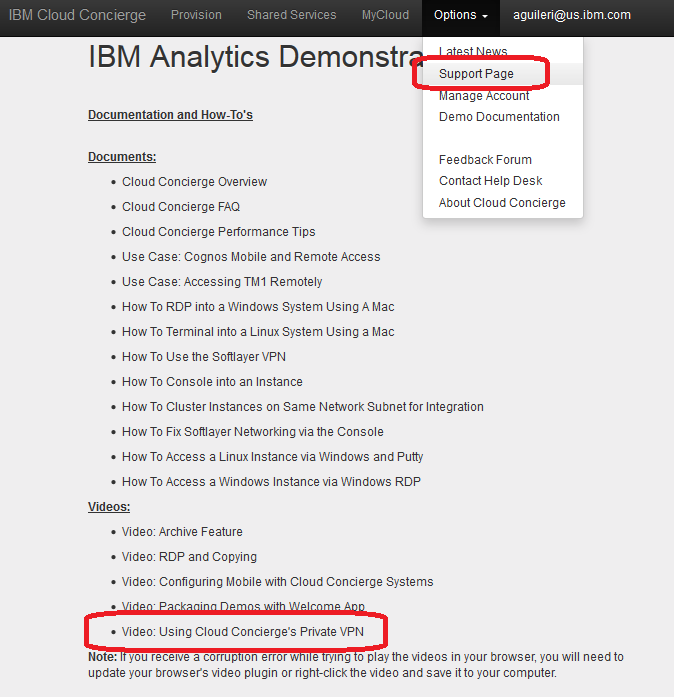 IBM Cloud Concierge Provision Shared Services MyCloud Options aguileri@us.ibm.com
IBM Analytics Demonstra
Latest News
Support Page
Manage Account
Demo Documentation
Feedback Forum
Contact Help Desk
About Cloud Concierge
Documentation and How-To's
Documents:
• Cloud Concierge Overview
• Cloud Concierge FAQ
• Cloud Concierge Performance Tips
• Use Case: Cognos Mobile and Remote Access
• Use Case: Accessing TM1 Remotely
• How To RDP into a Windows System Using A Mac
• How To Terminal into a Linux System Using a Mac
• How To Use the Softlayer VPN
• How To Console into an Instance
• How To Cluster Instances on Same Network Subnet for Integration
• How To Fix Softlayer Networking via the Console
• How To Access a Linux Instance via Windows and Putty
• How To Access a Windows Instance via Windows RDP
Videos:
• Video: Archive Feature
• Video: RDP and Copying
• Video: Configuring Mobile with Cloud Concierge Systems
• Video: Packaging Demos with Welcome App
• Video: Using Cloud Concierge's Private VPN
Note: If you receive a corruption error while trying to play the videos in your browser, you will need to
update your browser's video plugin or right-click the video and save it to your computer.